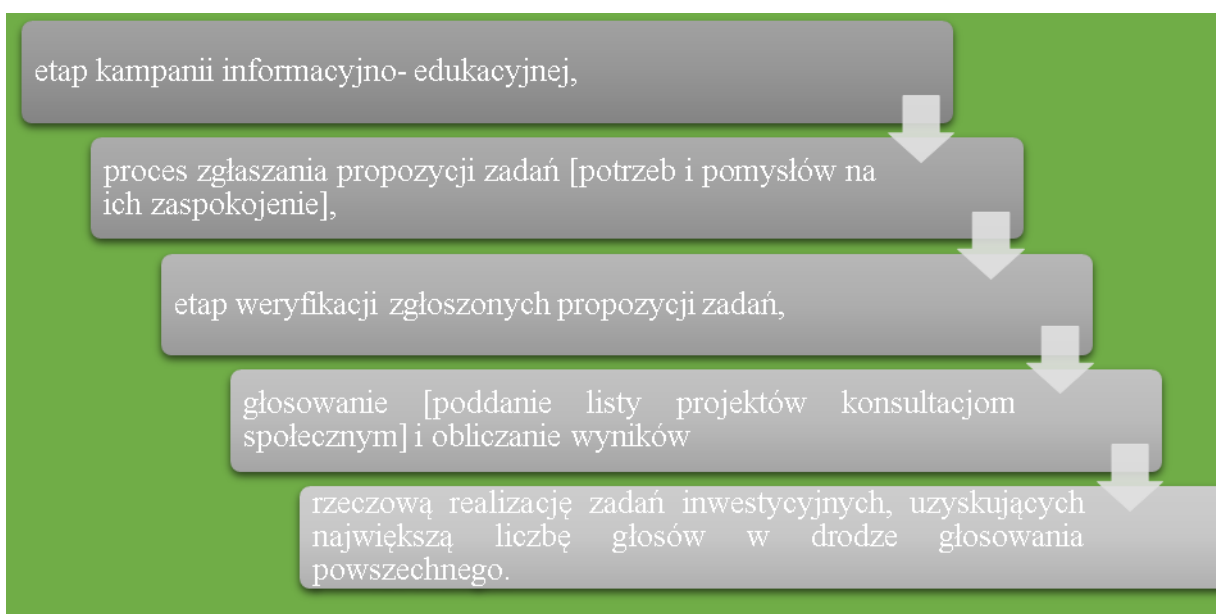 etap kampanii informacyjno- edukacyjnej,
proces zgłaszania propozycji zadań [potrzeb i pomysłów na
ich zaspokojenie],
etap weryfikacji zgłoszonych propozycji zadań,
głosowanie [poddanie listy projektów konsultacjom
społecznym] i obliczanie wyników
rzeczową realizację zadań inwestycyjnych, uzyskujących
największą liczbę głosów w drodze głosowania
powszechnego.